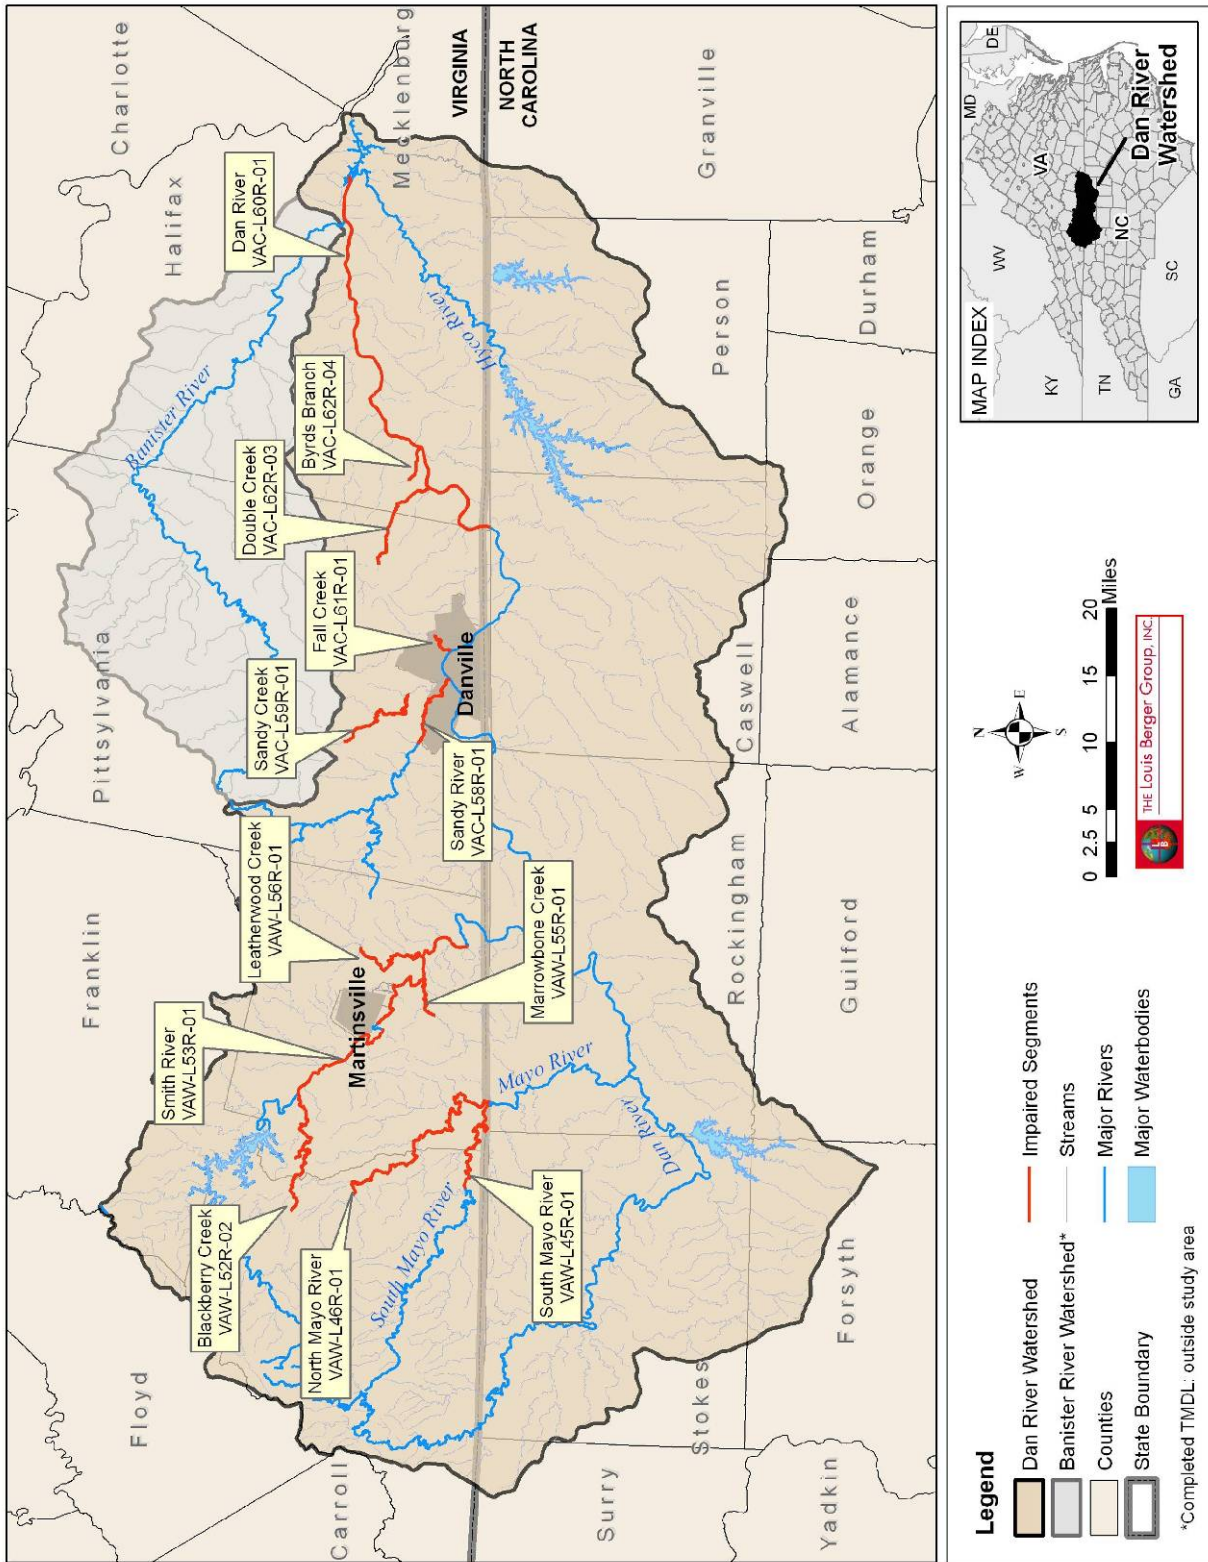 Floyd
Franklin
Pittsylvania
Halifax
Charlotte
Carroll
Mecklenburg
Blackberry Creek
VAW-L52R-02
Smith River
VAW-L53R-01
Leatherwood Creek
VAW-L56R-01
Sandy Creek
VAC-L59R-01
Fall Creek
VAC-L61R-01
Double Creek
VAC-L62R-03
Byrds Branch
VAC-L62R-04
Dan River
VAC-L60R-01
Banister River
North Mayo River
VAW-L46R-01
Martinsville
South Mayo River
South Mayo River
VAW-L45R-01
Marrowbone Creek
VAW-L55R-01
Sandy River
VAC-L58R-01
Danville
Hyco River
VIRGINIA
NORTH
CAROLINA
Mayo River
Dan River
Surry
Stokes
Yadkin
Forsyth
Rockingham
Guilford
Caswell
Alamance
Person
Orange
Durham
Granville
Legend
Dan River Watershed
Banister River Watershed*
Counties
State Boundary
Impaired Segments
Streams
Major Rivers
Major Waterbodies
*Completed TMDL: outside study area
N
W
E
S
0 2.5 5 10 15 20
Miles
LB
THE Louis Berger Group, INC.
MAP INDEX
WV
MD
DE
KY
VA
TN
NC
GA
SC
Dan River
Watershed